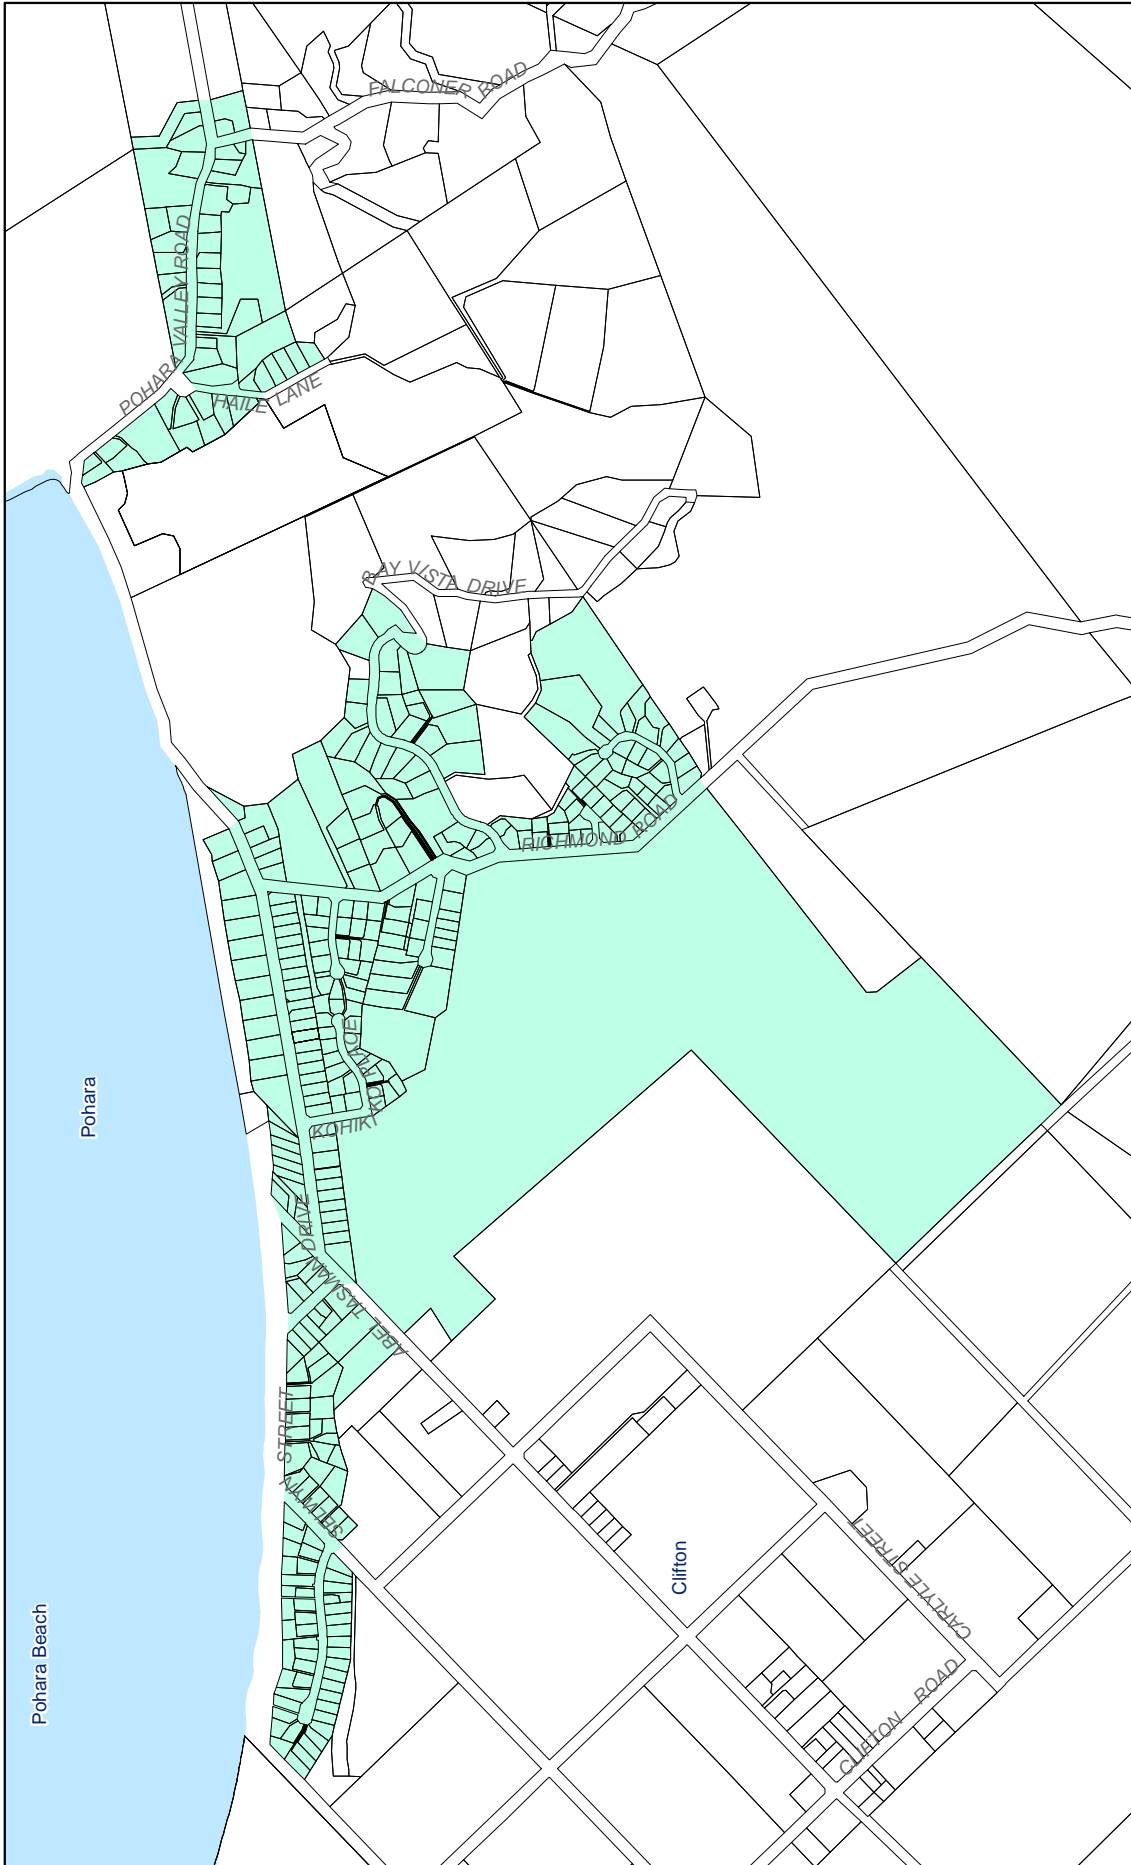 FALCONER ROAD
POHARA VALLEY ROAD
HAILE LANE
BAY VISTA DRIVE
RICHMOND ROAD
KOHIKIKO PLACE
Pohara
ABEL TASMAN DRIVE
SELWYN STREET
Pohara Beach
Clifton
CARLYLE STREET
CLIFTON ROAD